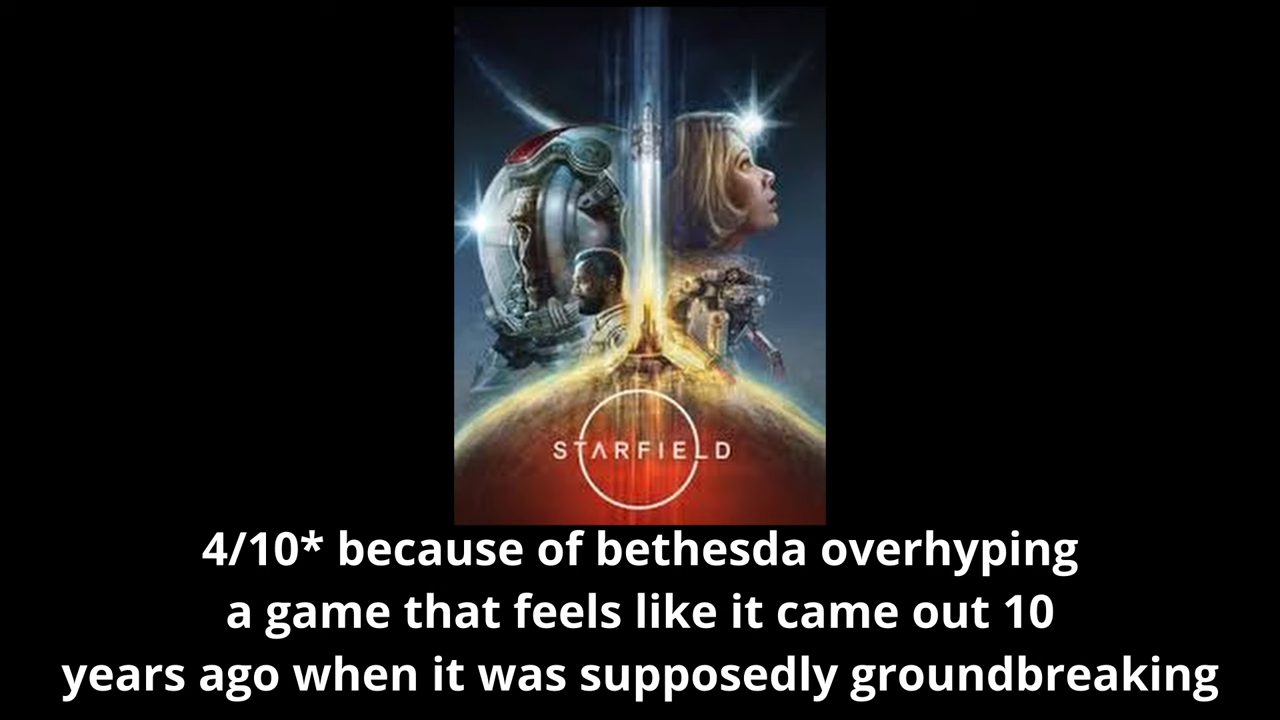 STARFIELD
4/10* because of bethesda overhyping
a game that feels like it came out 10
years ago when it was supposedly groundbreaking